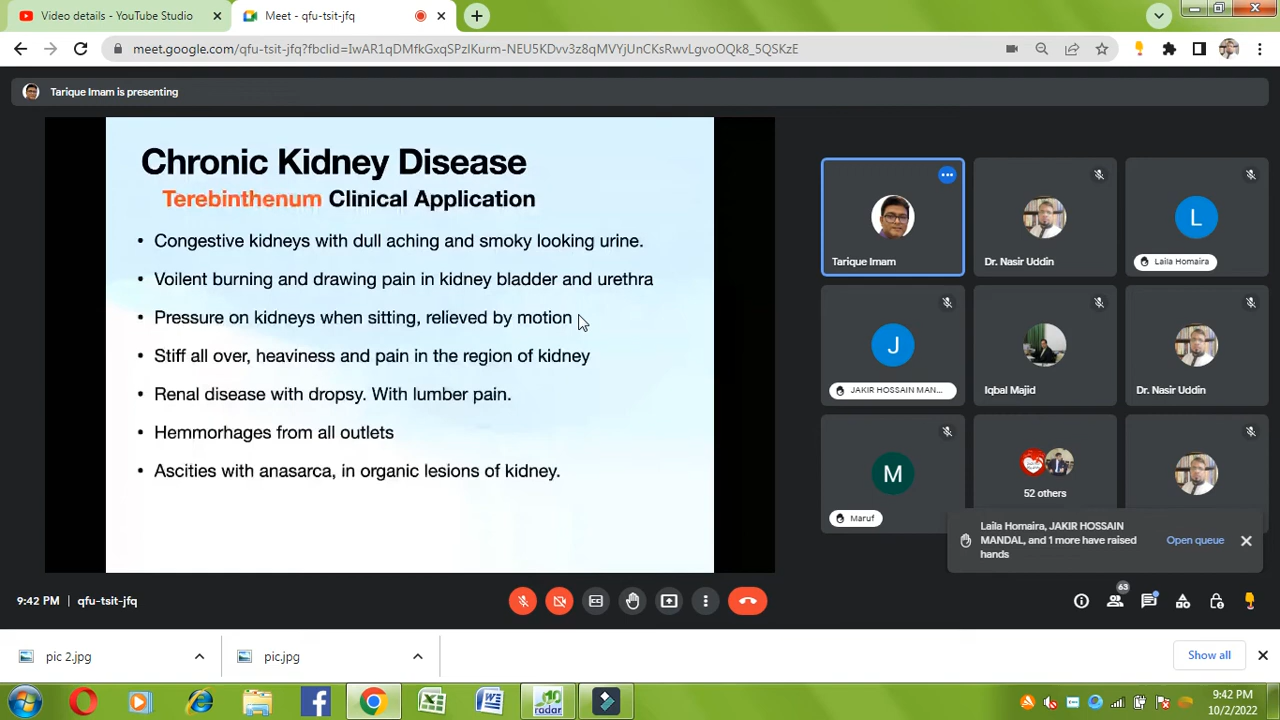 Video details - YouTube Studio
Meet - qfu-tsit-jfq
meet.google.com/qfu-tsit-jfq?fbclid=IwAR1qDMfkGxqSPzlKurm-NEU5KDvv3z8qMVYjUnCKsRwvLgvoOQk8_5QSKzE
Tarique Imam is presenting
Chronic Kidney Disease
Terebinthenum Clinical Application
• Congestive kidneys with dull aching and smoky looking urine.
• Voilent burning and drawing pain in kidney bladder and urethra
• Pressure on kidneys when sitting, relieved by motion
• Stiff all over, heaviness and pain in the region of kidney
• Renal disease with dropsy. With lumber pain.
• Hemmorhages from all outlets
• Ascities with anasarca, in organic lesions of kidney.
Tarique Imam
Dr. Nasir Uddin
L
Laila Homaira
J
JAKIR HOSSAIN MAN...
Iqbal Majid
Dr. Nasir Uddin
M
Maruf
52 others
Laila Homaira, JAKIR HOSSAIN
MANDAL, and 1 more have raised
hands
Open queue
9:42 PM | qfu-tsit-jfq
63
pic 2.jpg
pic.jpg
Show all
10
radar
9:42 PM
10/2/2022